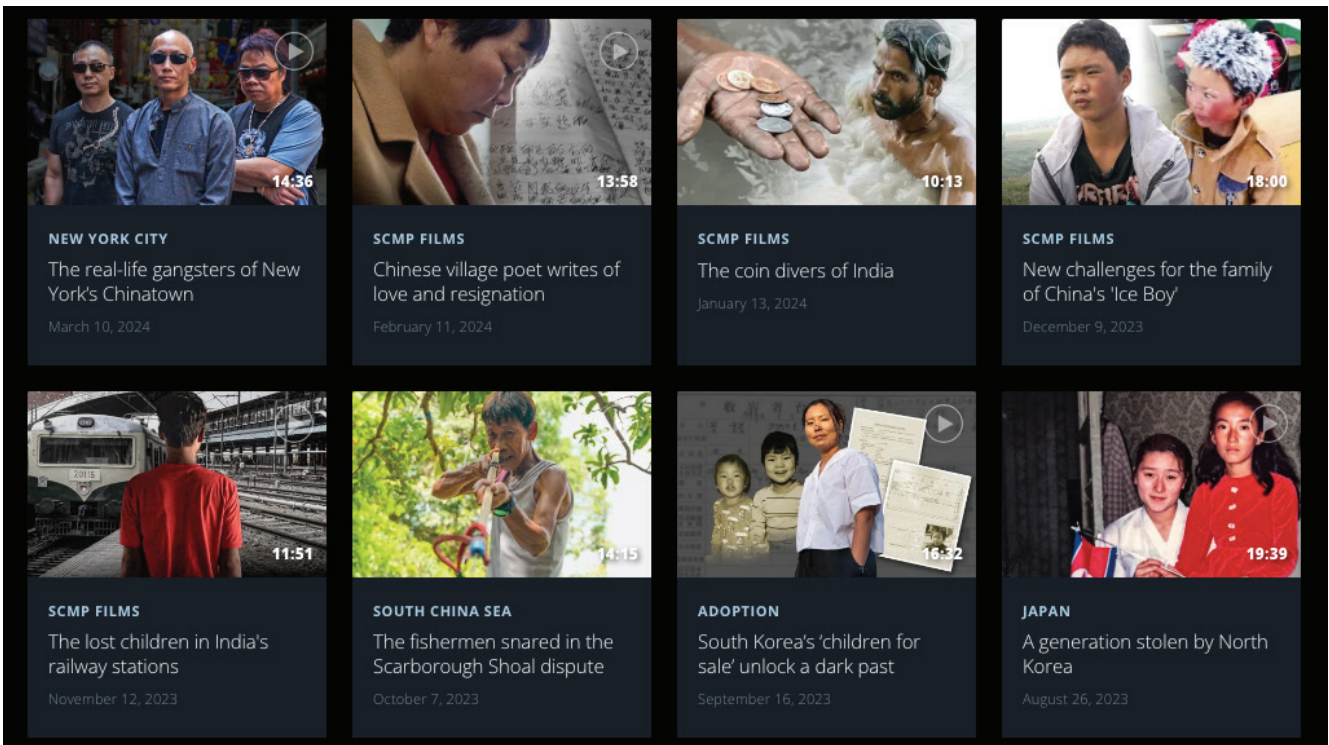 14:36
13:58
10:13
18:00
NEW YORK CITY
The real-life gangsters of New
York's Chinatown
March 10, 2024
SCMP FILMS
Chinese village poet writes of
love and resignation
February 11, 2024
SCMP FILMS
The coin divers of India
January 13, 2024
SCMP FILMS
New challenges for the family
of China's 'Ice Boy'
December 9, 2023
20115
11:51
14:15
16:32
19:39
SCMP FILMS
The lost children in India's
railway stations
November 12, 2023
SOUTH CHINA SEA
The fishermen snared in the
Scarborough Shoal dispute
October 7, 2023
ADOPTION
South Korea's ‘children for
sale’ unlock a dark past
September 16, 2023
JAPAN
A generation stolen by North
Korea
August 26, 2023